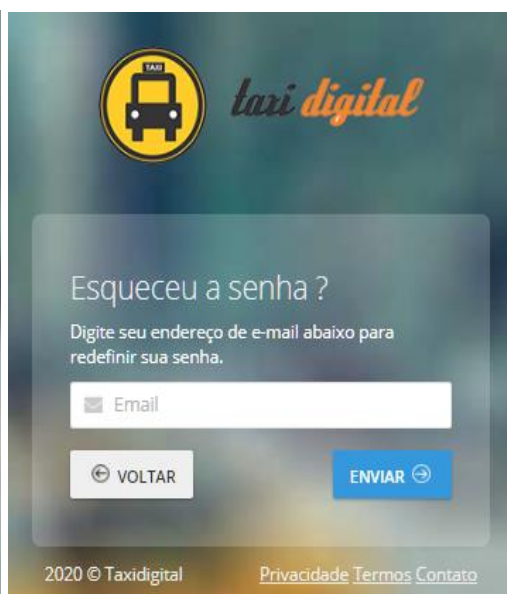 TAXI
taxi digital
Esqueceu a senha ?
Digite seu endereço de e-mail abaixo para
redefinir sua senha.
Email
VOLTAR ENVIAR
2020 © Taxidigital Privacidade Termos Contato